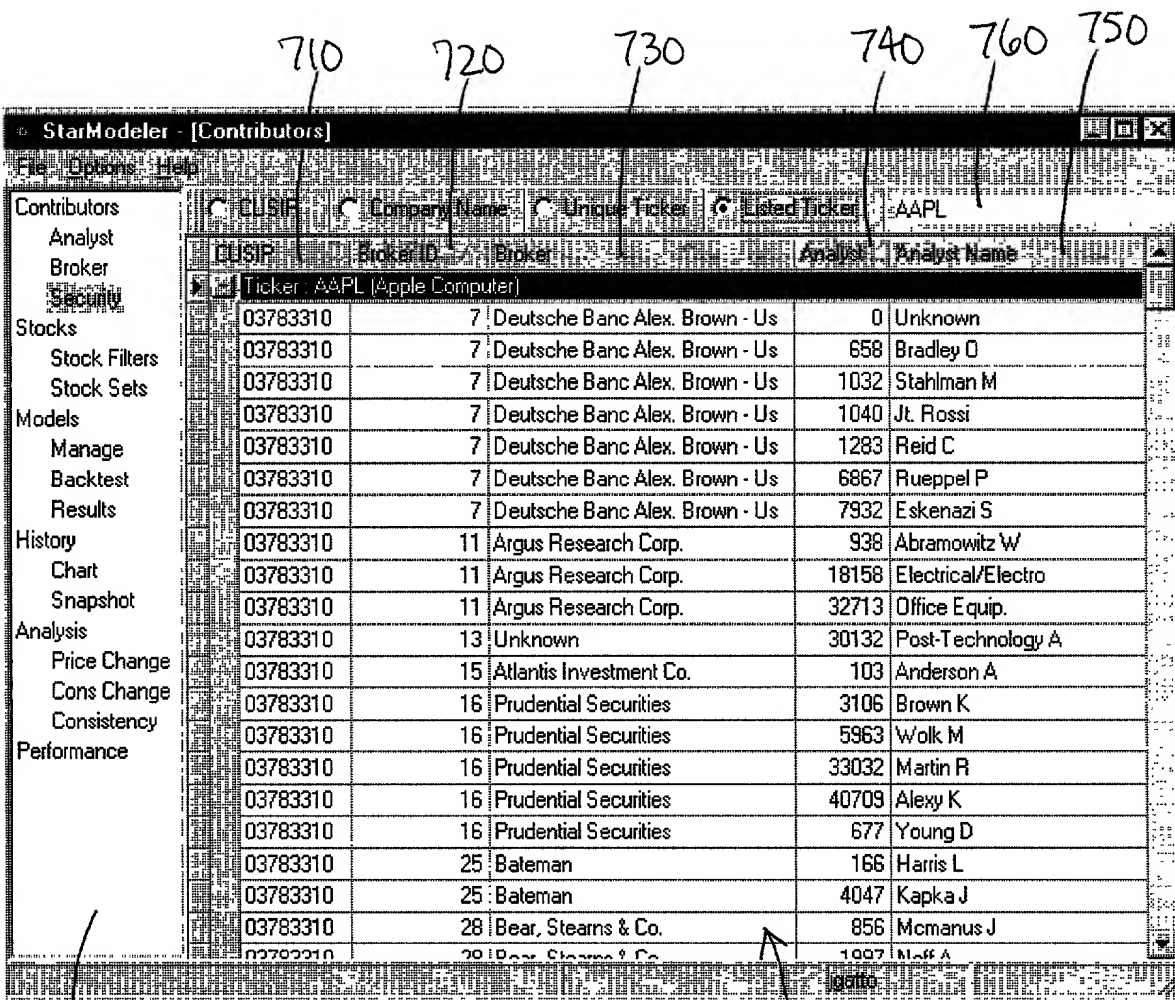 710 720 730 740 760 750
StarModeler - [Contributors]
File Options Help
Contributors
Analyst
Broker
Security
Stocks
Stock Filters
Stock Sets
Models
Manage
Backtest
Results
History
Chart
Snapshot
Analysis
Price Change
Cons Change
Consistency
Performance
CUSIP Company Name Unique Ticker Listed Ticker AAPL
CUSIP Broker ID Broker Analyst Analyst Name
Ticker : AAPL (Apple Computer)
03783310 7 Deutsche Banc Alex. Brown - Us 0 Unknown
03783310 7 Deutsche Banc Alex. Brown - Us 658 Bradley O
03783310 7 Deutsche Banc Alex. Brown - Us 1032 Stahlman M
03783310 7 Deutsche Banc Alex. Brown - Us 1040 Jt. Rossi
03783310 7 Deutsche Banc Alex. Brown - Us 1283 Reid C
03783310 7 Deutsche Banc Alex. Brown - Us 6867 Rueppel P
03783310 7 Deutsche Banc Alex. Brown - Us 7932 Eskenazi S
03783310 11 Argus Research Corp. 938 Abramowitz W
03783310 11 Argus Research Corp. 18158 Electrical/Electro
03783310 11 Argus Research Corp. 32713 Office Equip.
03783310 13 Unknown 30132 Post-Technology A
03783310 15 Atlantis Investment Co. 103 Anderson A
03783310 16 Prudential Securities 3106 Brown K
03783310 16 Prudential Securities 5963 Wolk M
03783310 16 Prudential Securities 33032 Martin R
03783310 16 Prudential Securities 40709 Alexy K
03783310 16 Prudential Securities 677 Young D
03783310 25 Bateman 166 Harris L
03783310 25 Bateman 4047 Kapka J
03783310 28 Bear, Stearns & Co. 856 Mcmanus J
03783310 28 Bear, Stearns & Co. 1997 Neff A
jgatto